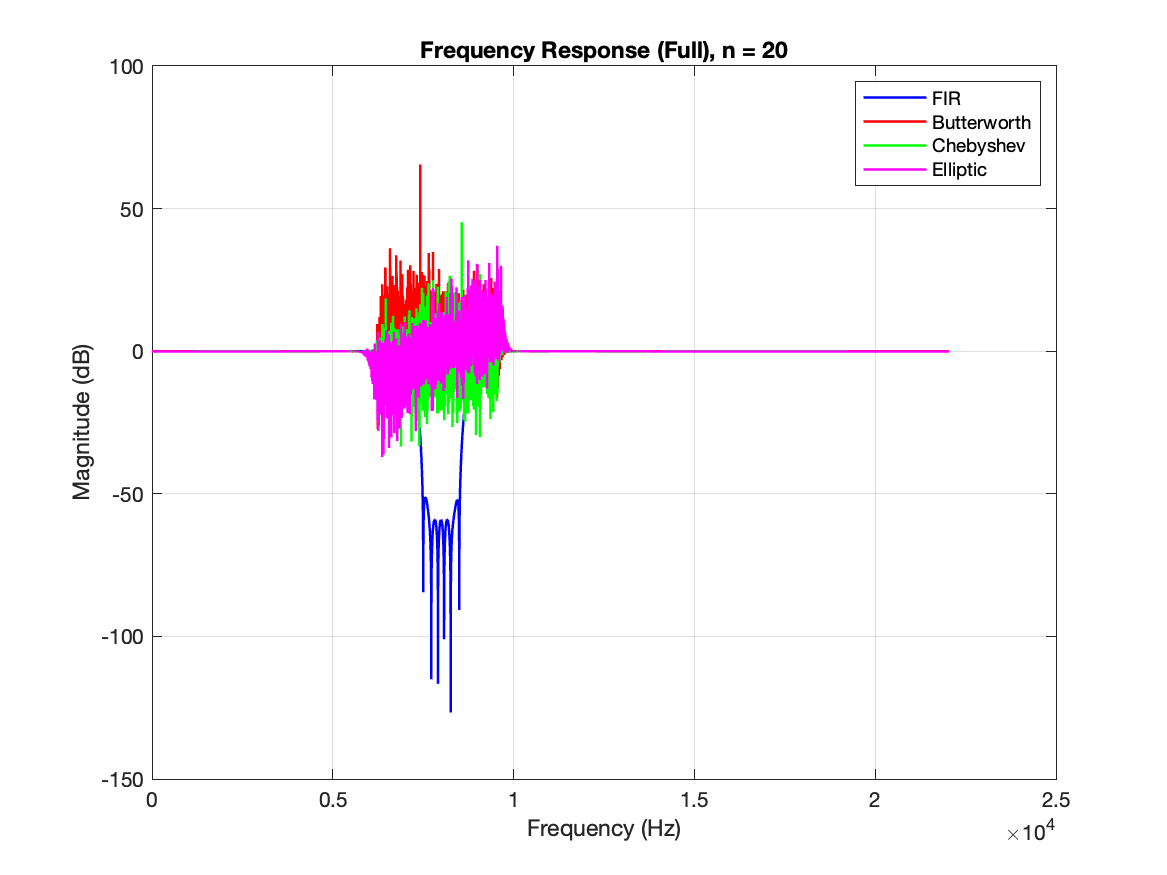 Frequency Response (Full), n = 20
100
50
0
-50
-100
-150
Magnitude (dB)
FIR
Butterworth
Chebyshev
Elliptic
0 0.5 1 1.5 2 2.5
Frequency (Hz)
×10⁴